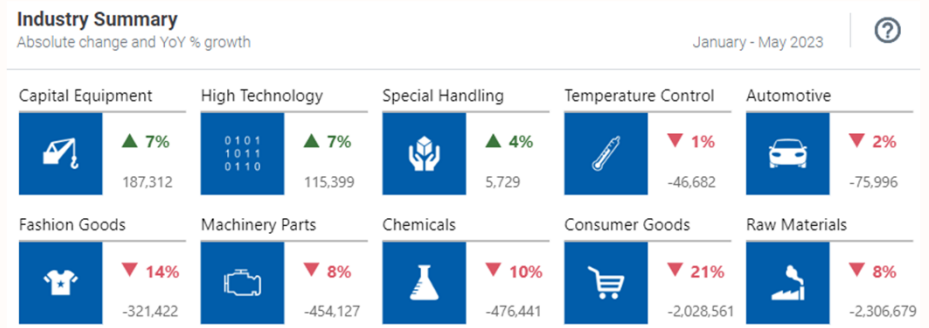 Industry Summary
Absolute change and YoY % growth
January - May 2023
Capital Equipment
7%
187,312
High Technology
0101
1011
0110
7%
115,399
Special Handling
4%
5,729
Temperature Control
1%
-46,682
Automotive
2%
-75,996
Fashion Goods
14%
-321,422
Machinery Parts
8%
-454,127
Chemicals
10%
-476,441
Consumer Goods
21%
-2,028,561
Raw Materials
8%
-2,306,679